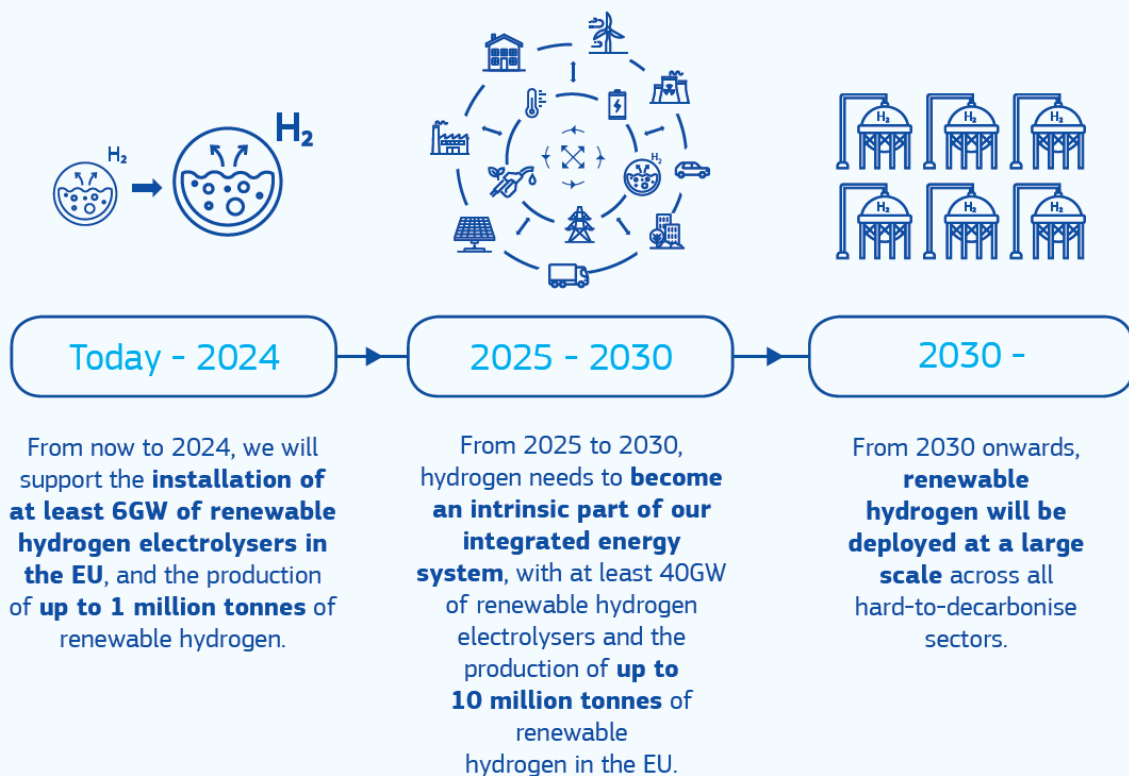 H₂
H₂
H₂
H₂ H₂ H₂
H₂ H₂ H₂
Today - 2024
From now to 2024, we will
support the installation of
at least 6GW of renewable
hydrogen electrolysers in
the EU, and the production
of up to 1 million tonnes of
renewable hydrogen.
2025 - 2030
From 2025 to 2030,
hydrogen needs to become
an intrinsic part of our
integrated energy
system, with at least 40GW
of renewable hydrogen
electrolysers and the
production of up to
10 million tonnes of
renewable
hydrogen in the EU.
2030 -
From 2030 onwards,
renewable
hydrogen will be
deployed at a large
scale across all
hard-to-decarbonise
sectors.